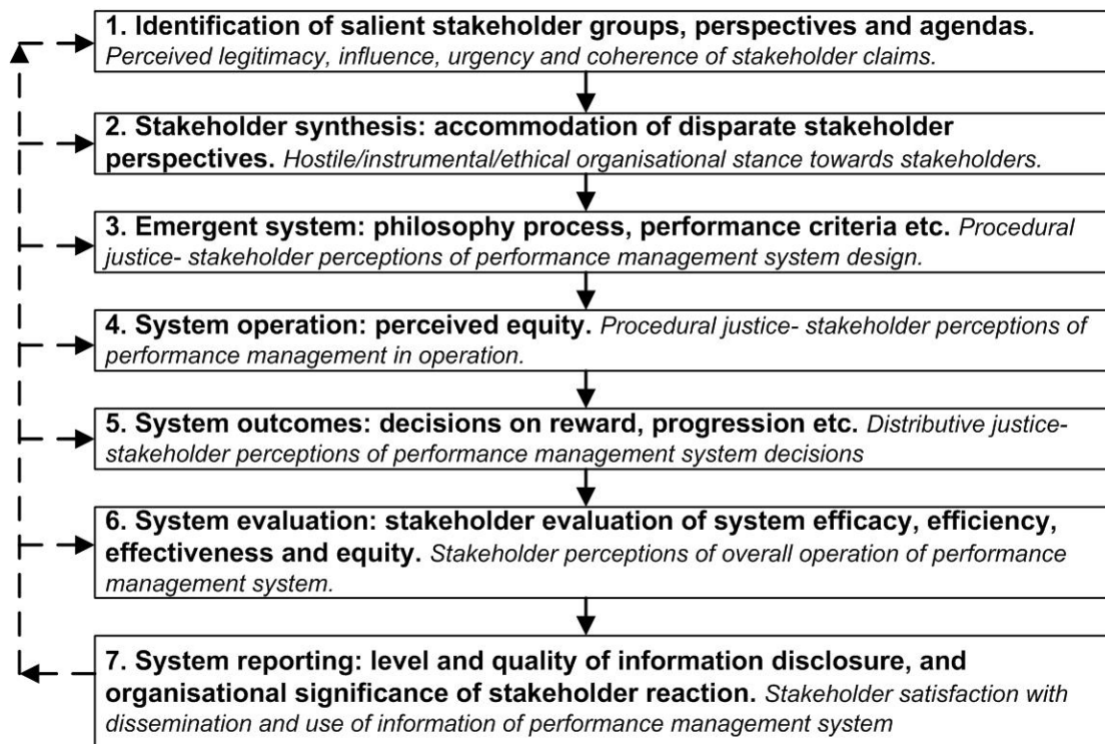 1. Identification of salient stakeholder groups, perspectives and agendas.
Perceived legitimacy, influence, urgency and coherence of stakeholder claims.
2. Stakeholder synthesis: accommodation of disparate stakeholder
perspectives. Hostile/instrumental/ethical organisational stance towards stakeholders.
3. Emergent system: philosophy process, performance criteria etc. Procedural
justice- stakeholder perceptions of performance management system design.
4. System operation: perceived equity. Procedural justice- stakeholder perceptions of
performance management in operation.
5. System outcomes: decisions on reward, progression etc. Distributive justice-
stakeholder perceptions of performance management system decisions
6. System evaluation: stakeholder evaluation of system efficacy, efficiency,
effectiveness and equity. Stakeholder perceptions of overall operation of performance
management system.
7. System reporting: level and quality of information disclosure, and
organisational significance of stakeholder reaction. Stakeholder satisfaction with
dissemination and use of information of performance management system